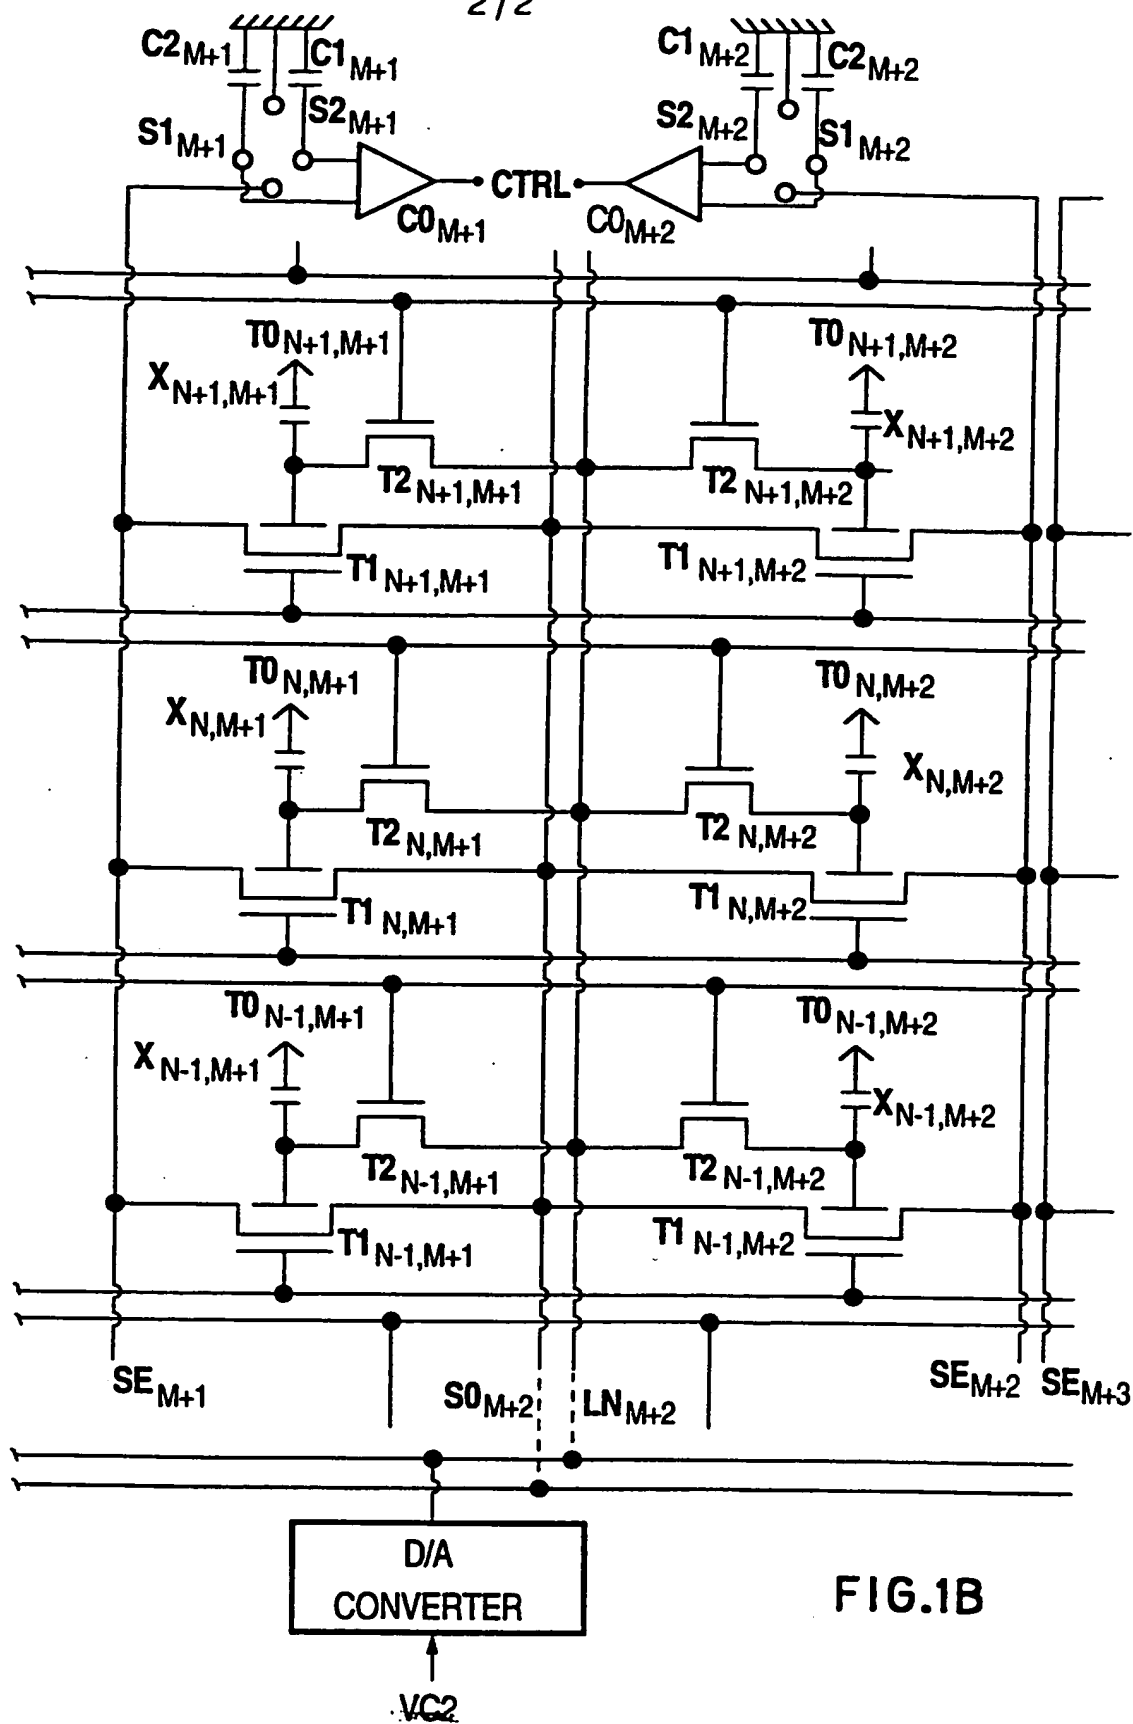 2/2
C2M+1 C1M+1 C1M+2 C2M+2
S1M+1 S2M+1 S2M+2 S1M+2
CTRL
C0M+1 C0M+2
T0N+1,M+1 T0N+1,M+2
XN+1,M+1 XN+1,M+2
T2N+1,M+1 T2N+1,M+2
T1N+1,M+1 T1N+1,M+2
T0N,M+1 T0N,M+2
XN,M+1 XN,M+2
T2N,M+1 T2N,M+2
T1N,M+1 T1N,M+2
T0N-1,M+1 T0N-1,M+2
XN-1,M+1 XN-1,M+2
T2N-1,M+1 T2N-1,M+2
T1N-1,M+1 T1N-1,M+2
SEM+1 S0M+2 LNM+2 SEM+2 SEM+3
D/A
CONVERTER
FIG.1B
VC2